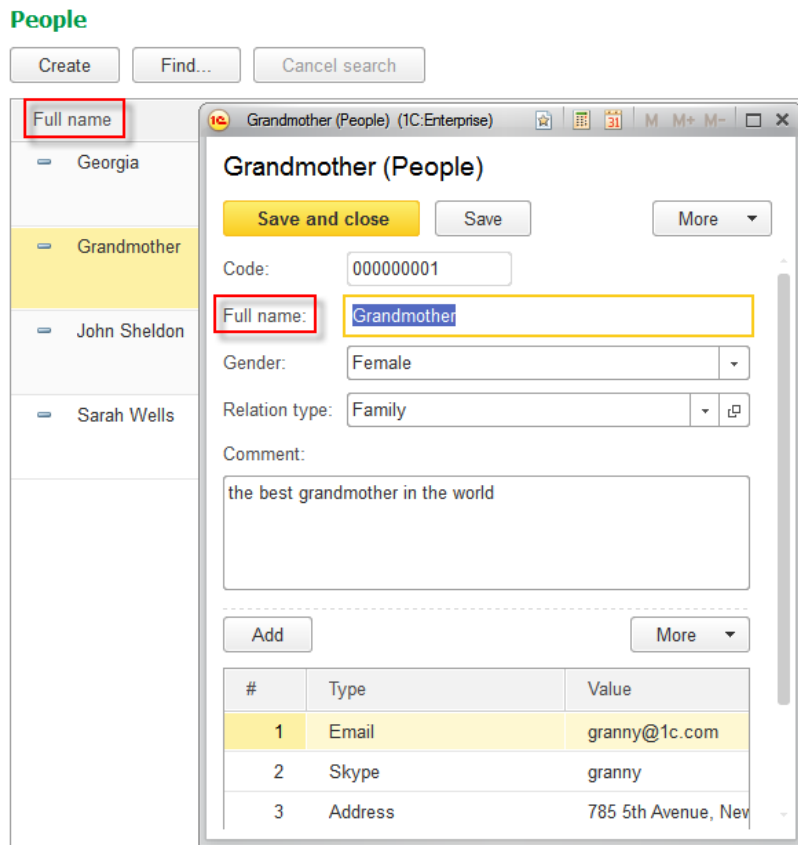 People
Create Find... Cancel search
Full name
Georgia
Grandmother
John Sheldon
Sarah Wells
1C Grandmother (People) (1C:Enterprise) 31 M M+ M-
Grandmother (People)
Save and close Save More
Code: 000000001
Full name: Grandmother
Gender: Female
Relation type: Family
Comment:
the best grandmother in the world
Add More
# Type Value
1 Email granny@1c.com
2 Skype granny
3 Address 785 5th Avenue, New